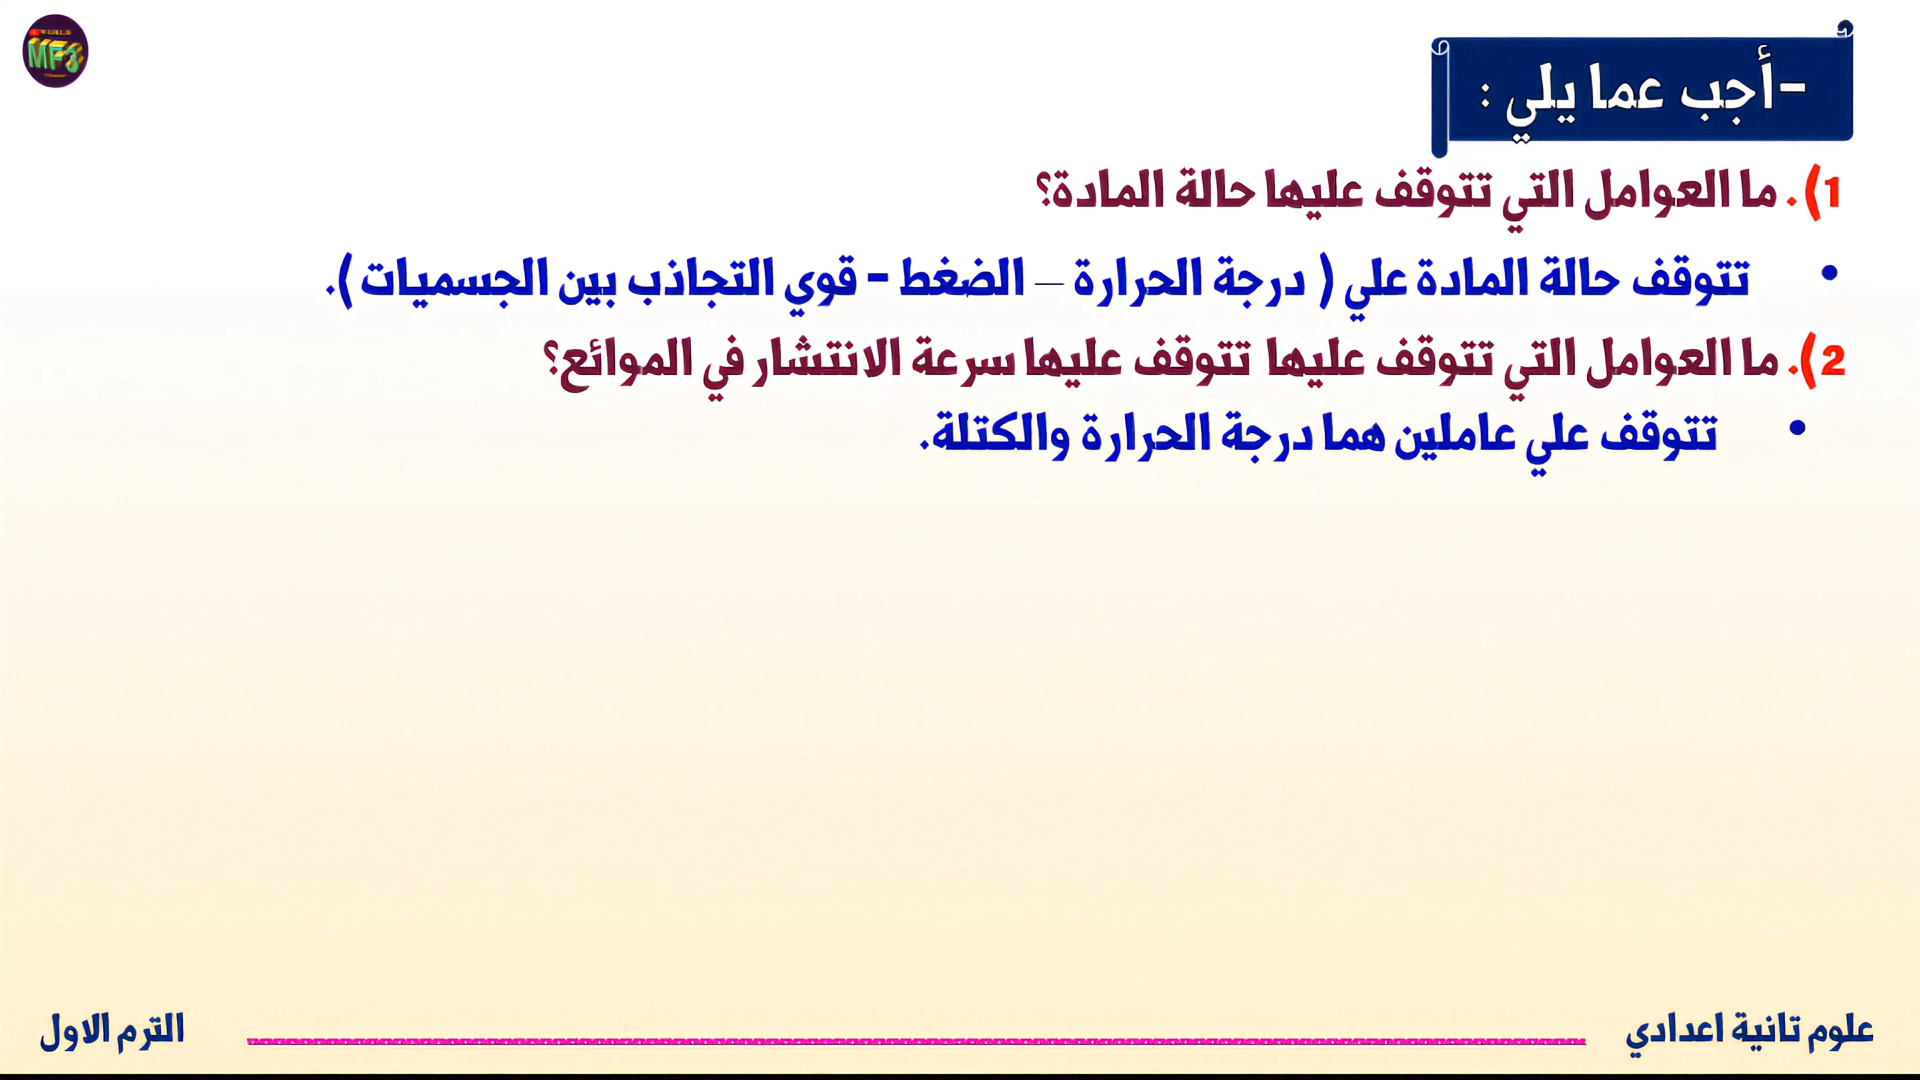 -أجب عما يلي :
1). ما العوامل التي تتوقف عليها حالة المادة؟
• تتوقف حالة المادة علي ( درجة الحرارة – الضغط - قوي التجاذب بين الجسميات ).
2). ما العوامل التي تتوقف عليها تتوقف عليها سرعة الانتشار في الموائع؟
• تتوقف علي عاملين هما درجة الحرارة والكتلة.
علوم تانية اعدادي
الترم الاول